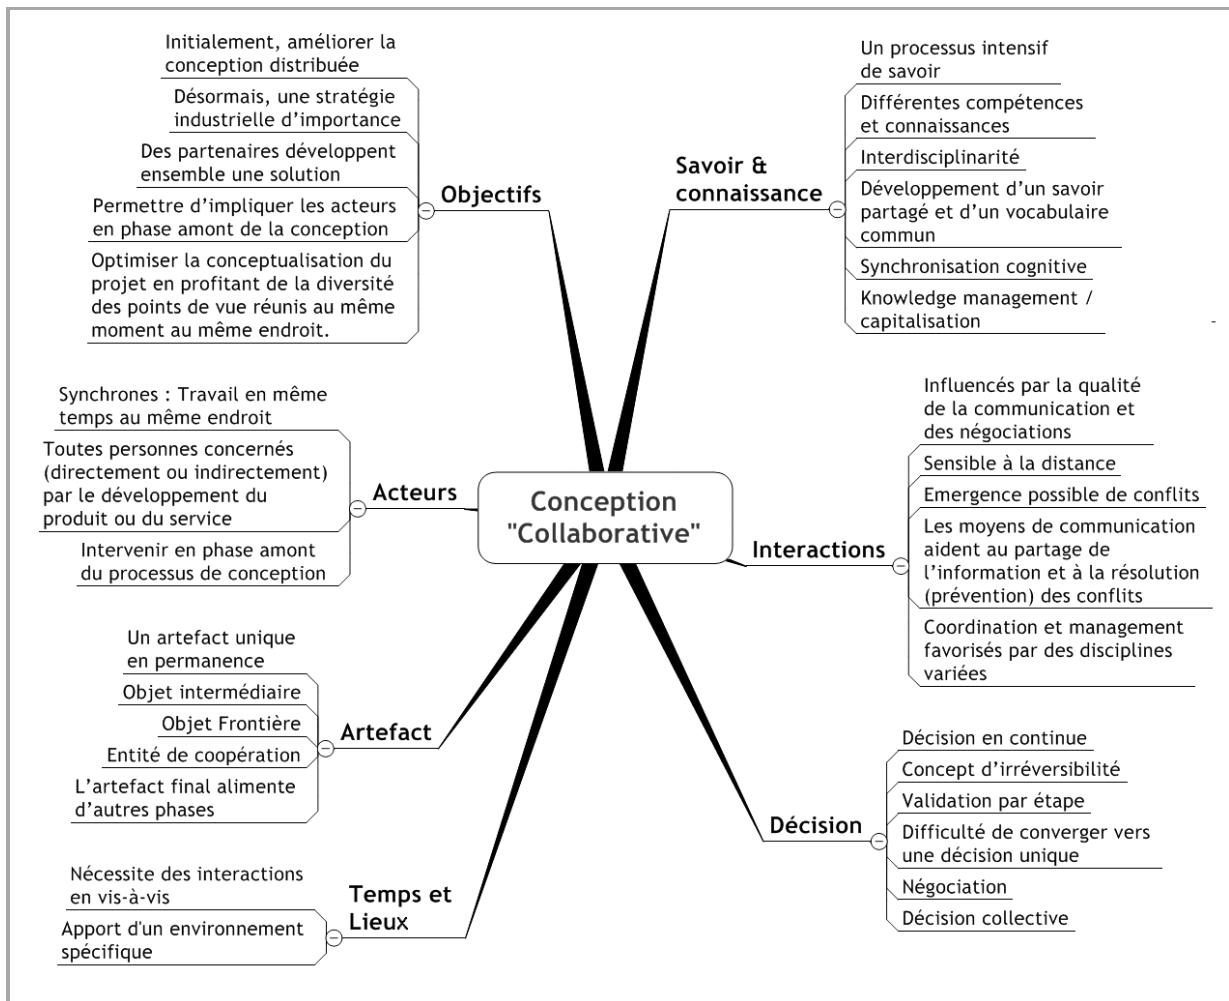 Conception
"Collaborative"
Objectifs
Initialement, améliorer la
conception distribuée
Désormais, une stratégie
industrielle d’importance
Des partenaires développent
ensemble une solution
Permettre d’impliquer les acteurs
en phase amont de la conception
Optimiser la conceptualisation du
projet en profitant de la diversité
des points de vue réunis au même
moment au même endroit.
Acteurs
Synchrones : Travail en même
temps au même endroit
Toutes personnes concernés
(directement ou indirectement)
par le développement du
produit ou du service
Intervenir en phase amont
du processus de conception
Artefact
Un artefact unique
en permanence
Objet intermédiaire
Objet Frontière
Entité de coopération
L’artefact final alimente
d’autres phases
Temps et
Lieux
Nécessite des interactions
en vis-à-vis
Apport d'un environnement
spécifique
Savoir &
connaissance
Un processus intensif
de savoir
Différentes compétences
et connaissances
Interdisciplinarité
Développement d’un savoir
partagé et d’un vocabulaire
commun
Synchronisation cognitive
Knowledge management /
capitalisation
Interactions
Influencés par la qualité
de la communication et
des négociations
Sensible à la distance
Emergence possible de conflits
Les moyens de communication
aident au partage de
l’information et à la résolution
(prévention) des conflits
Coordination et management
favorisés par des disciplines
variées
Décision
Décision en continue
Concept d’irréversibilité
Validation par étape
Difficulté de converger vers
une décision unique
Négociation
Décision collective